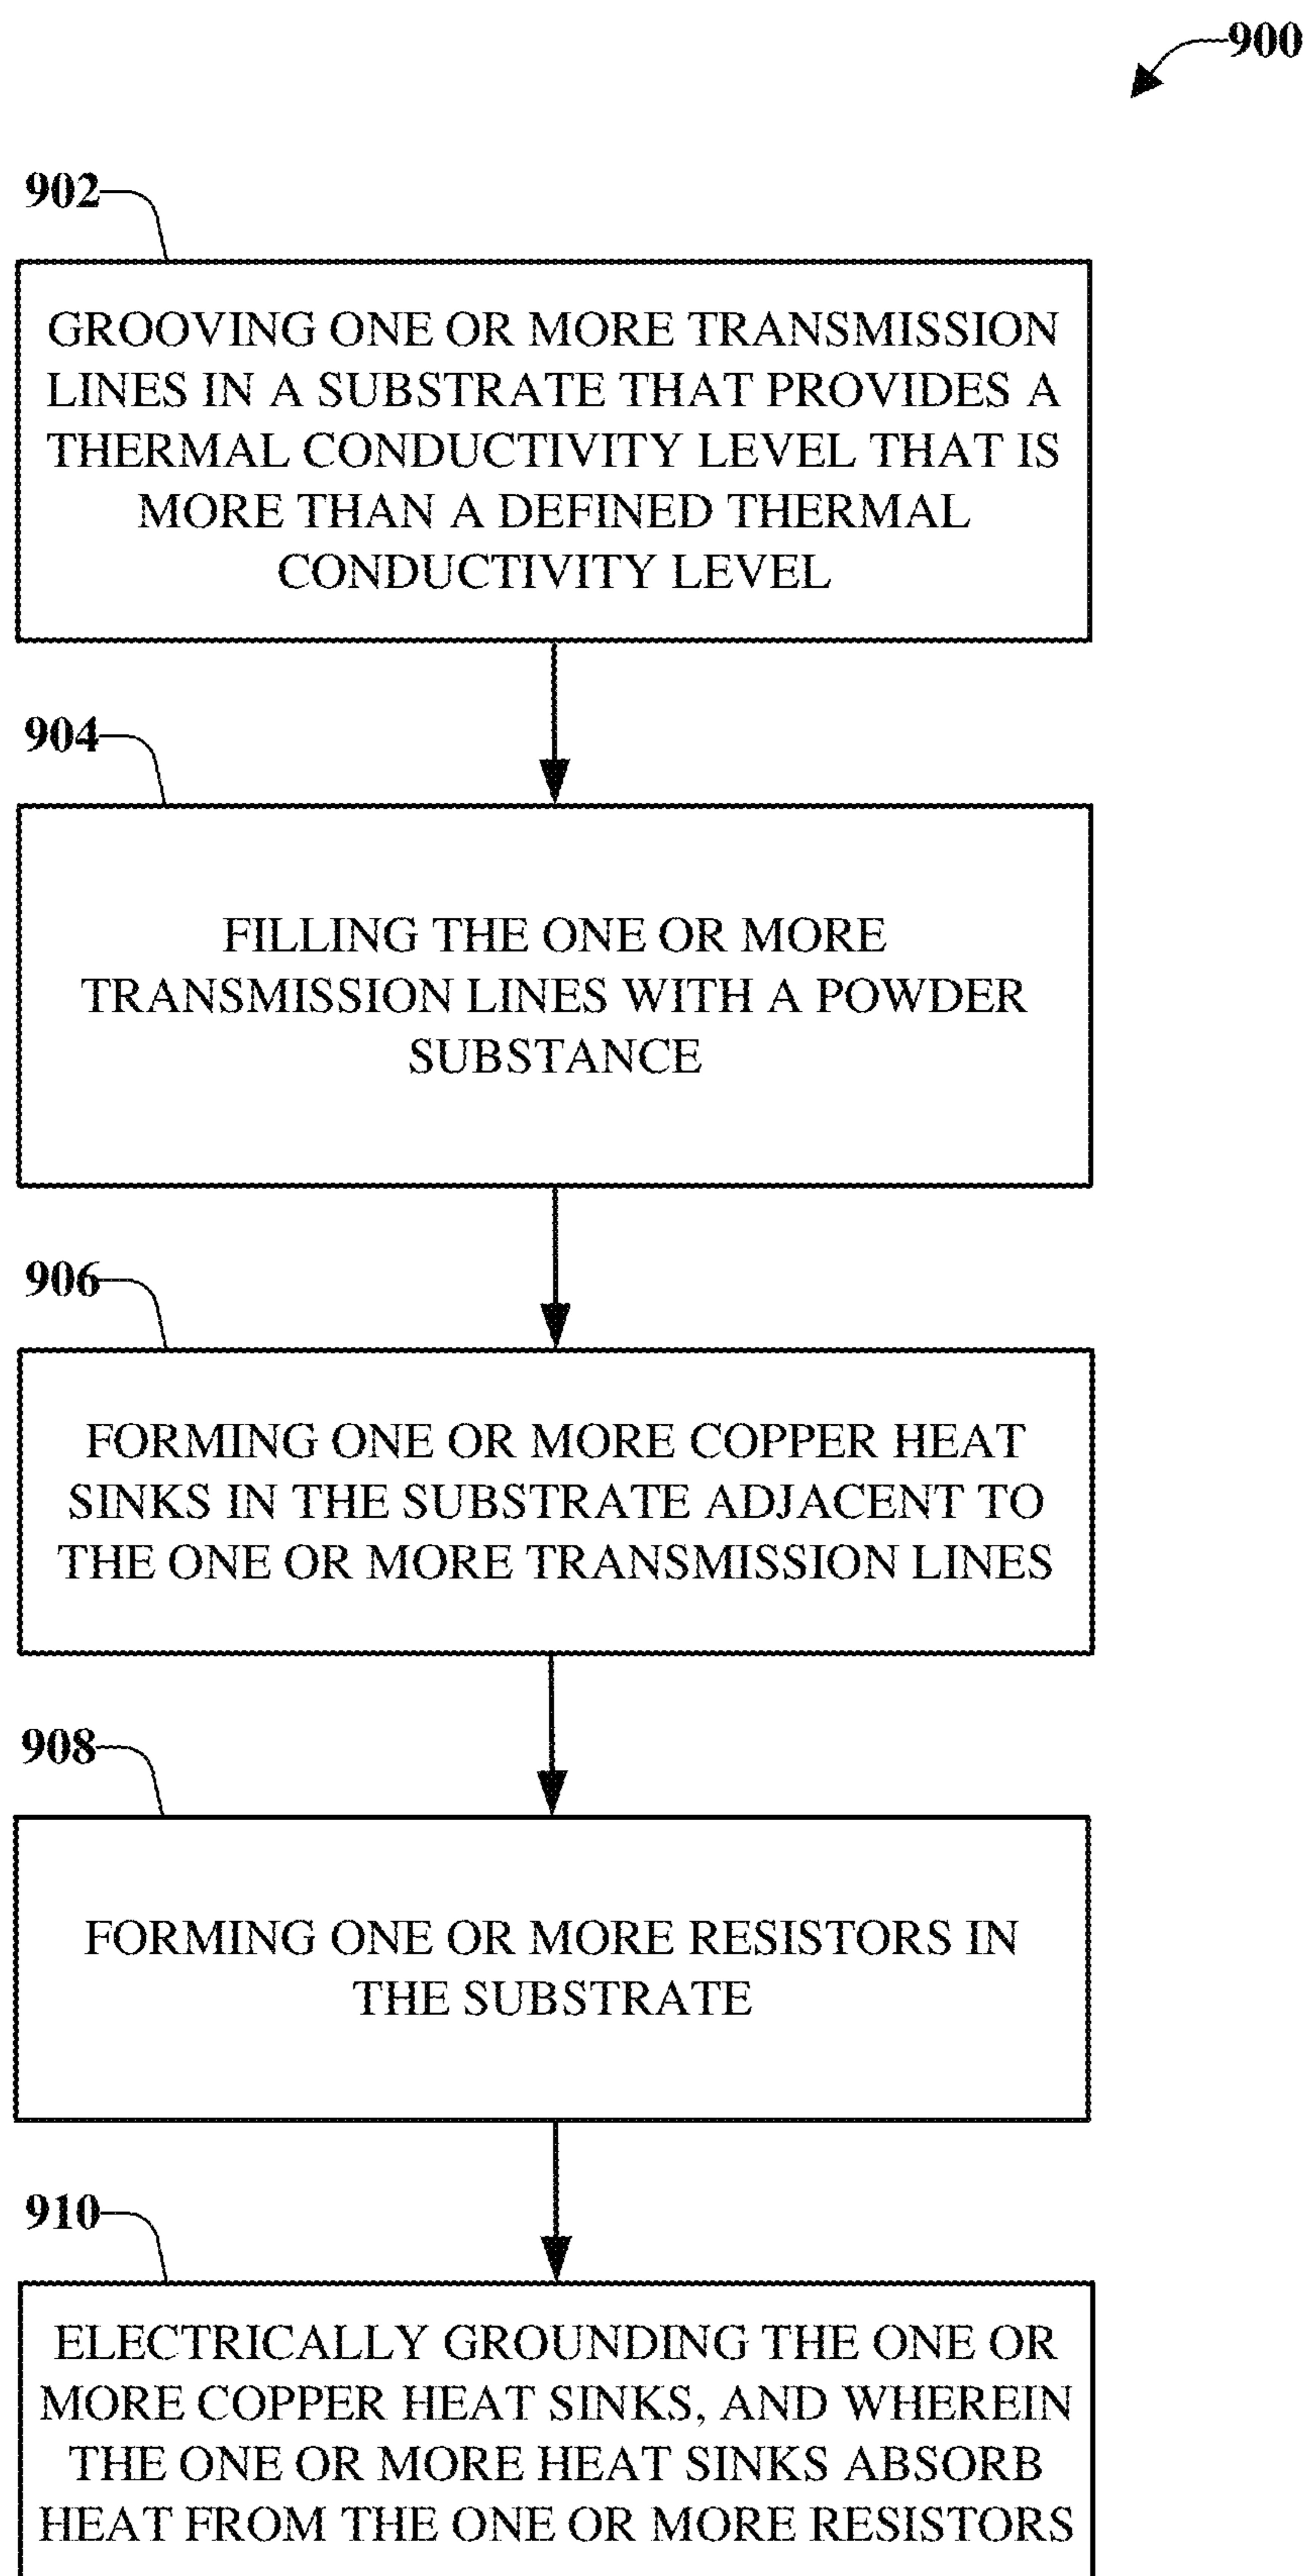 900
902
GROOVING ONE OR MORE TRANSMISSION
LINES IN A SUBSTRATE THAT PROVIDES A
THERMAL CONDUCTIVITY LEVEL THAT IS
MORE THAN A DEFINED THERMAL
CONDUCTIVITY LEVEL
904
FILLING THE ONE OR MORE
TRANSMISSION LINES WITH A POWDER
SUBSTANCE
906
FORMING ONE OR MORE COPPER HEAT
SINKS IN THE SUBSTRATE ADJACENT TO
THE ONE OR MORE TRANSMISSION LINES
908
FORMING ONE OR MORE RESISTORS IN
THE SUBSTRATE
910
ELECTRICALLY GROUNDING THE ONE OR
MORE COPPER HEAT SINKS, AND WHEREIN
THE ONE OR MORE HEAT SINKS ABSORB
HEAT FROM THE ONE OR MORE RESISTORS